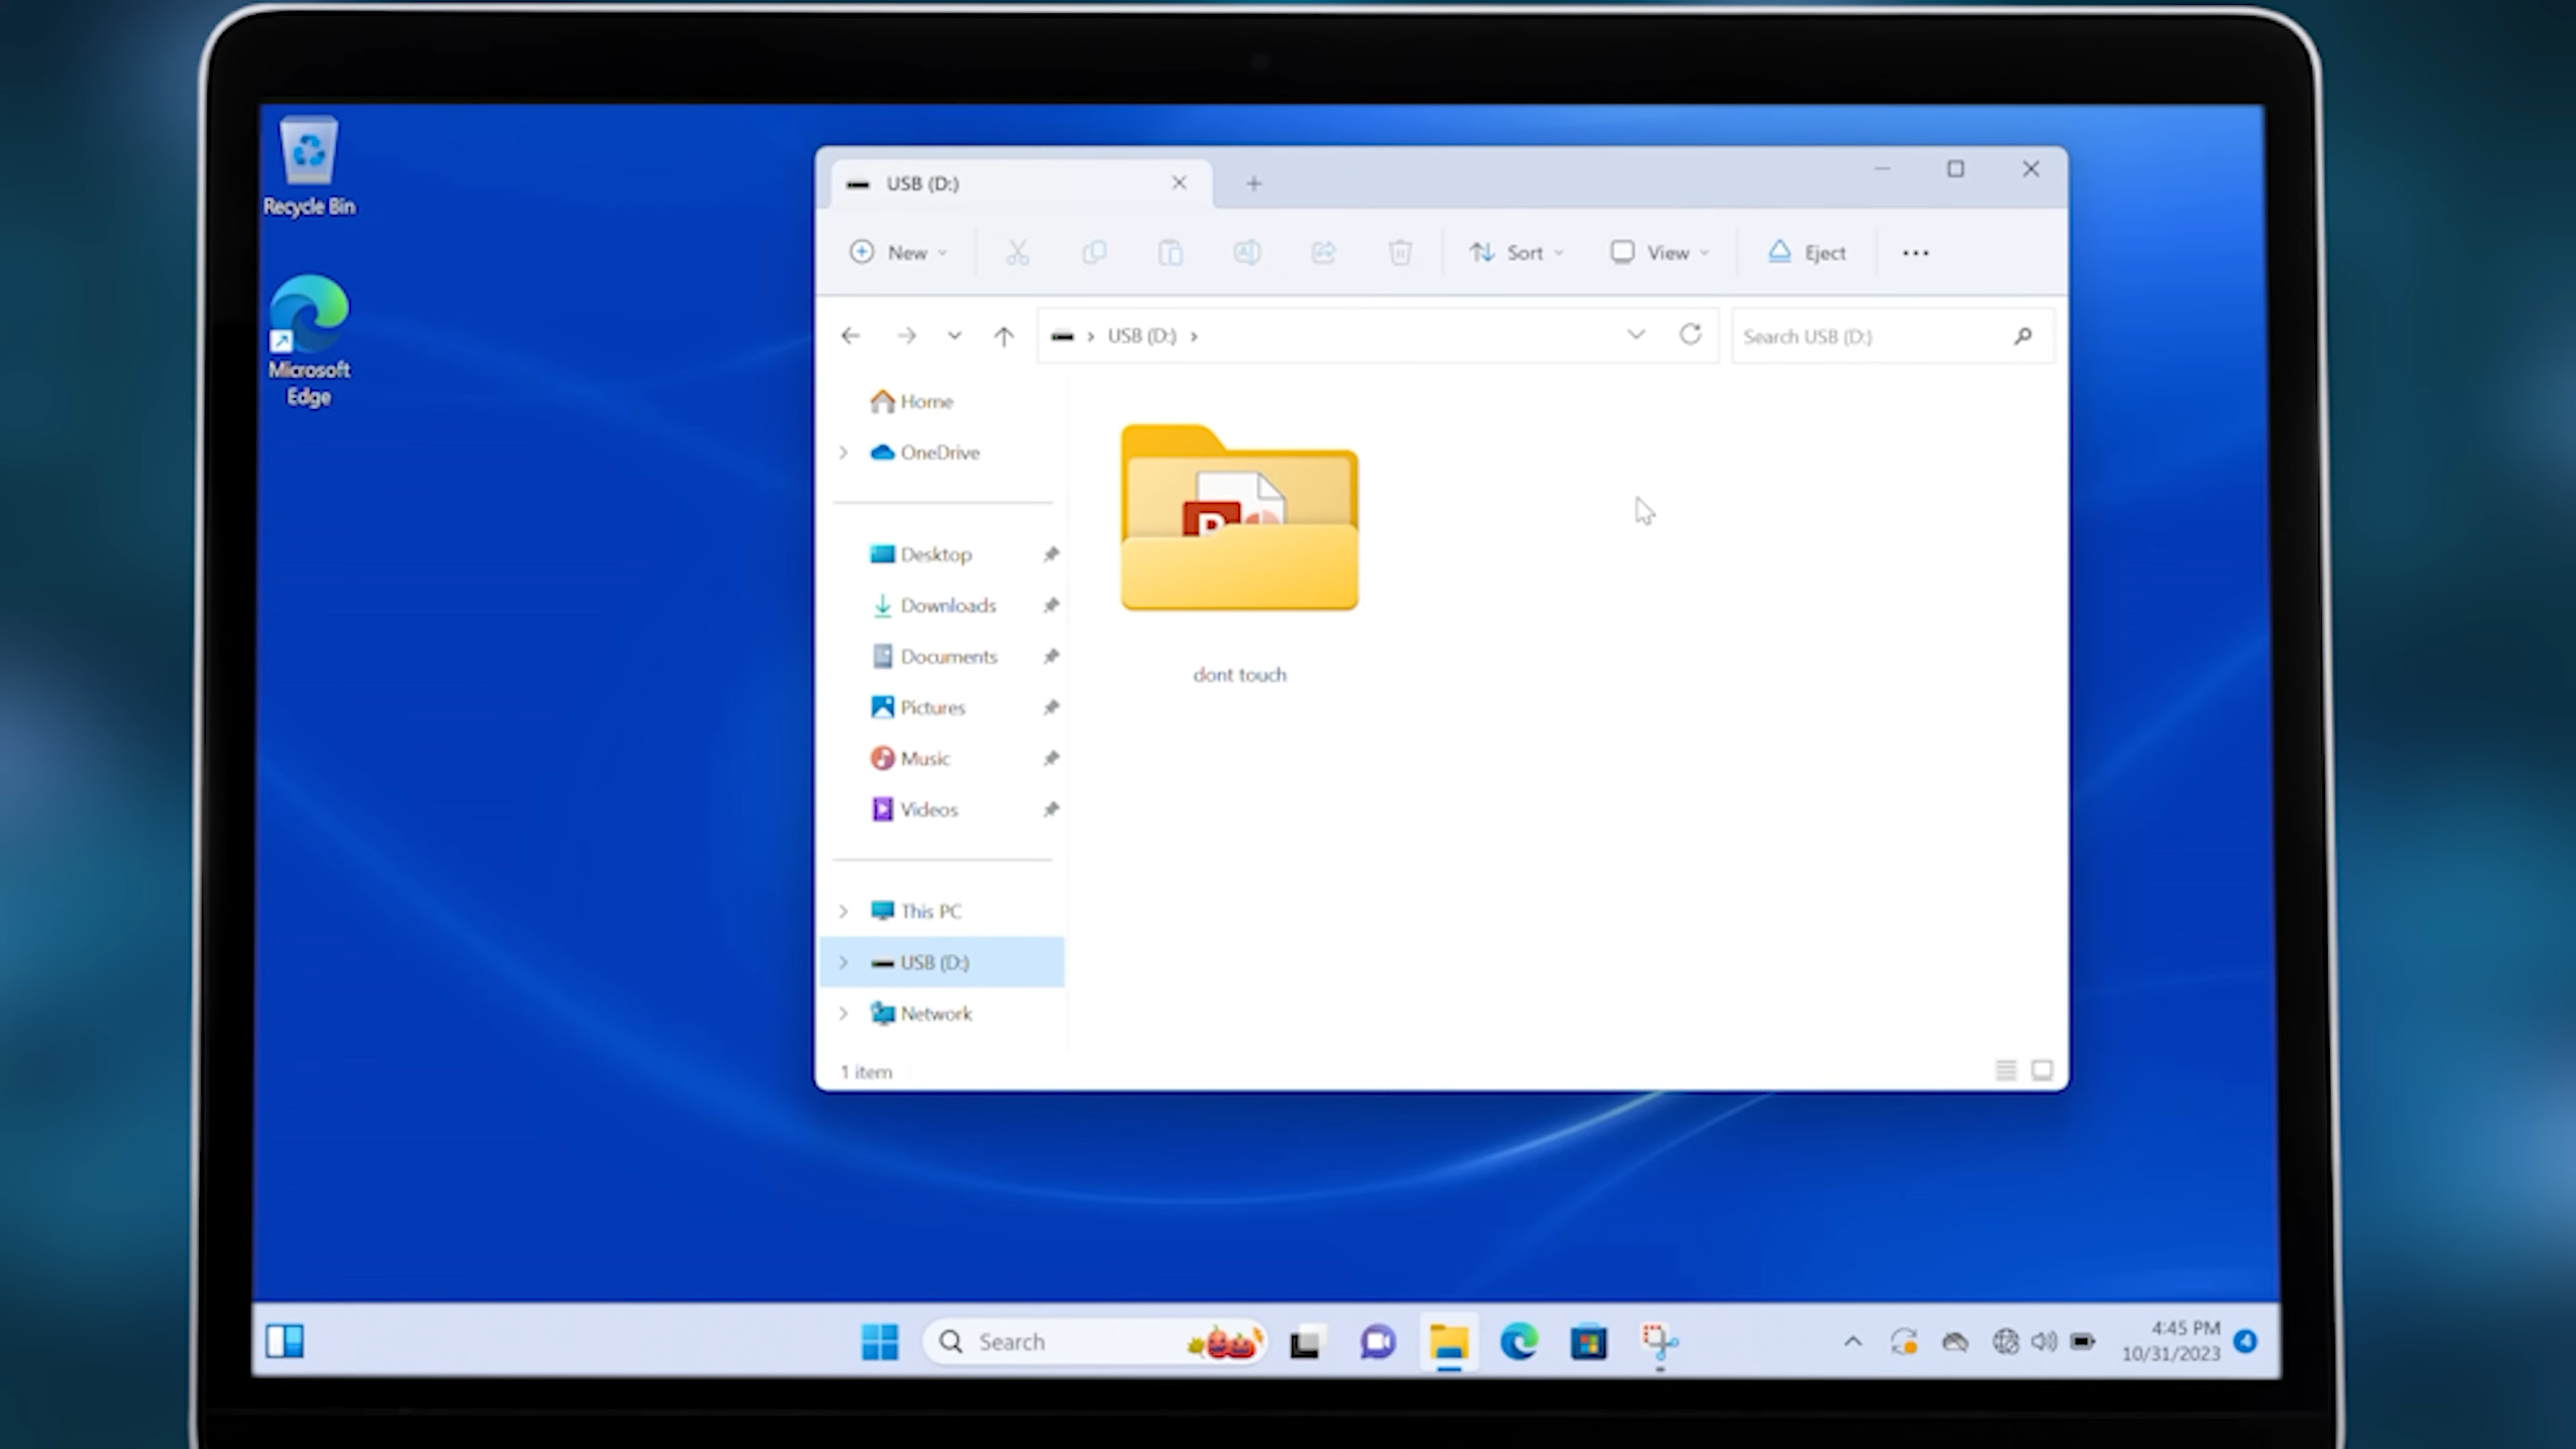 Recycle Bin
Microsoft
Edge
USB (D:)
New
Sort
View
Eject
USB (D:)
Search USB (D:)
Home
OneDrive
Desktop
Downloads
Documents
Pictures
Music
Videos
This PC
USB (D:)
Network
dont touch
1 item
Search
4:45 PM
10/31/2023
4